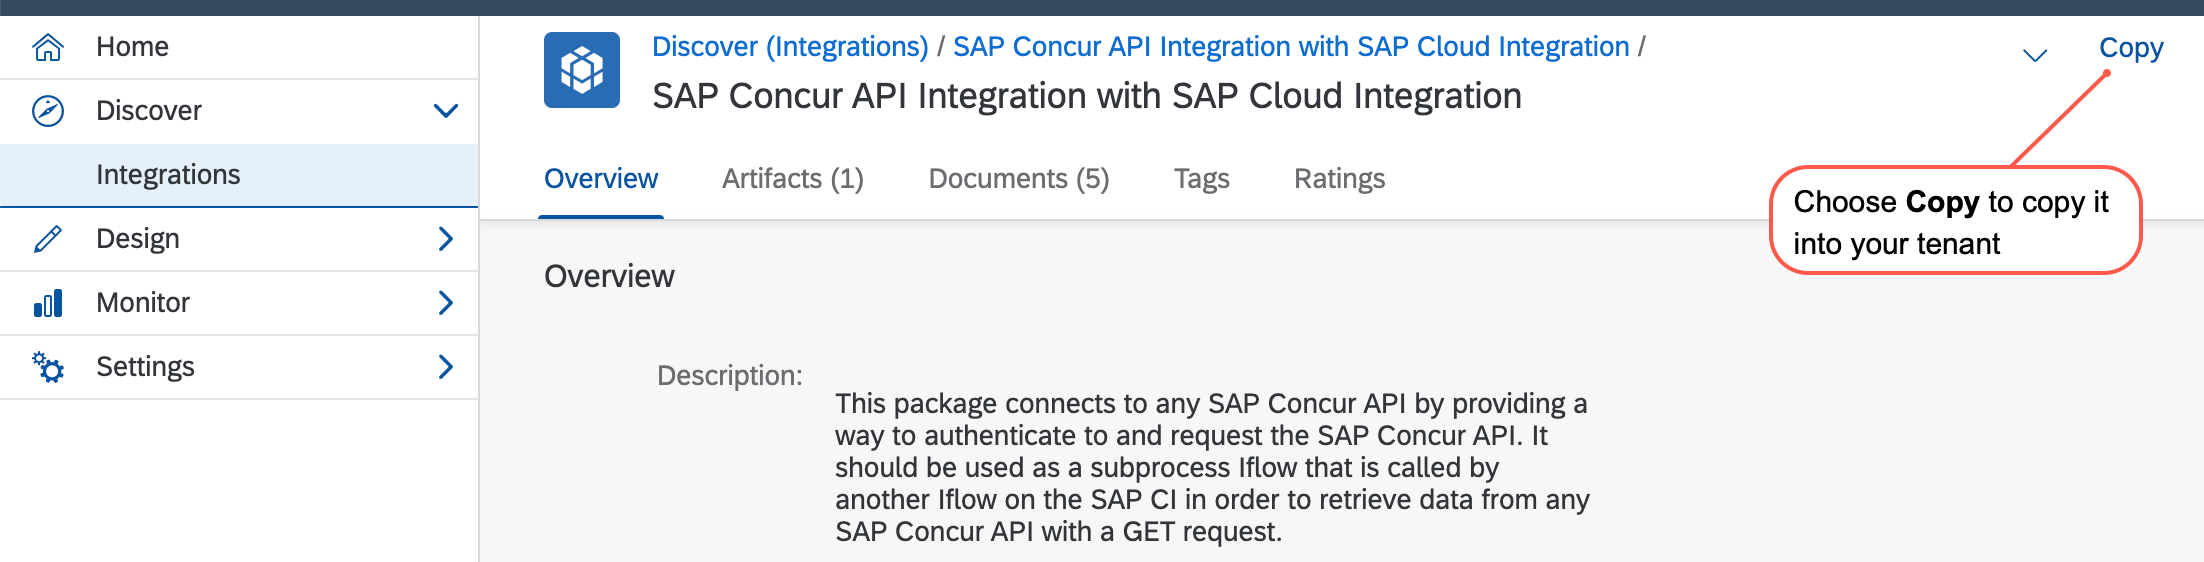 Home
Discover
Integrations
Design
Monitor
Settings
Discover (Integrations) / SAP Concur API Integration with SAP Cloud Integration /
SAP Concur API Integration with SAP Cloud Integration
Copy
Overview Artifacts (1) Documents (5) Tags Ratings
Choose Copy to copy it
into your tenant
Overview
Description:
This package connects to any SAP Concur API by providing a
way to authenticate to and request the SAP Concur API. It
should be used as a subprocess Iflow that is called by
another Iflow on the SAP CI in order to retrieve data from any
SAP Concur API with a GET request.